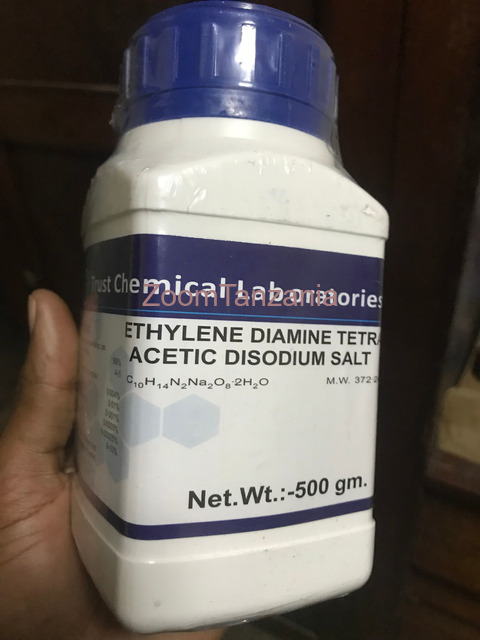 Trust Chemical Laboratories
ZoomTanzania
ETHYLENE DIAMINE TETRA
ACETIC DISODIUM SALT
C₁₀H₁₄N₂Na₂O₈·2H₂O M.W. 372·2
Net.Wt.:-500 gm.